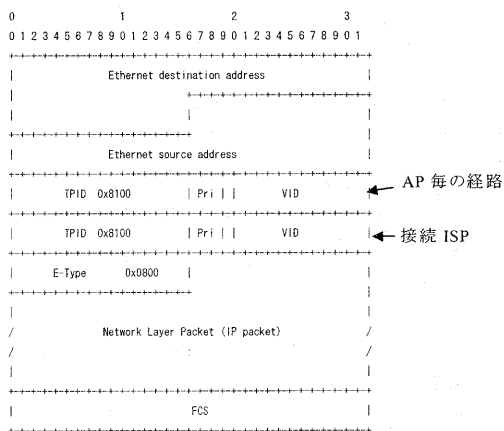 0 1 2 3
0 1 2 3 4 5 6 7 8 9 0 1 2 3 4 5 6 7 8 9 0 1 2 3 4 5 6 7 8 9 0 1
+-+-+-+-+-+-+-+-+-+-+-+-+-+-+-+-+-+-+-+-+-+-+-+-+-+-+-+-+-+-+-+-+
| Ethernet destination address |
| +-+-+-+-+-+-+-+-+-+-+-+-+-+-+-+-+
| | |
+-+-+-+-+-+-+-+-+-+-+-+-+-+-+-+-+
| Ethernet source address |
+-+-+-+-+-+-+-+-+-+-+-+-+-+-+-+-+-+-+-+-+-+-+-+-+-+-+-+-+-+-+-+-+
| TPID 0x8100 | Pri | | VID | AP 毎の経路
+-+-+-+-+-+-+-+-+-+-+-+-+-+-+-+-+-+-+-+-+-+-+-+-+-+-+-+-+-+-+-+-+
| TPID 0x8100 | Pri | | VID | 接続 ISP
+-+-+-+-+-+-+-+-+-+-+-+-+-+-+-+-+-+-+-+-+-+-+-+-+-+-+-+-+-+-+-+-+
| E-Type 0x0800 | |
+-+-+-+-+-+-+-+-+-+-+-+-+-+-+-+-+
| |
/ Network Layer Packet (IP packet) /
/ : /
| |
+-+-+-+-+-+-+-+-+-+-+-+-+-+-+-+-+-+-+-+-+-+-+-+-+-+-+-+-+-+-+-+-+
| FCS |
+-+-+-+-+-+-+-+-+-+-+-+-+-+-+-+-+-+-+-+-+-+-+-+-+-+-+-+-+-+-+-+-+